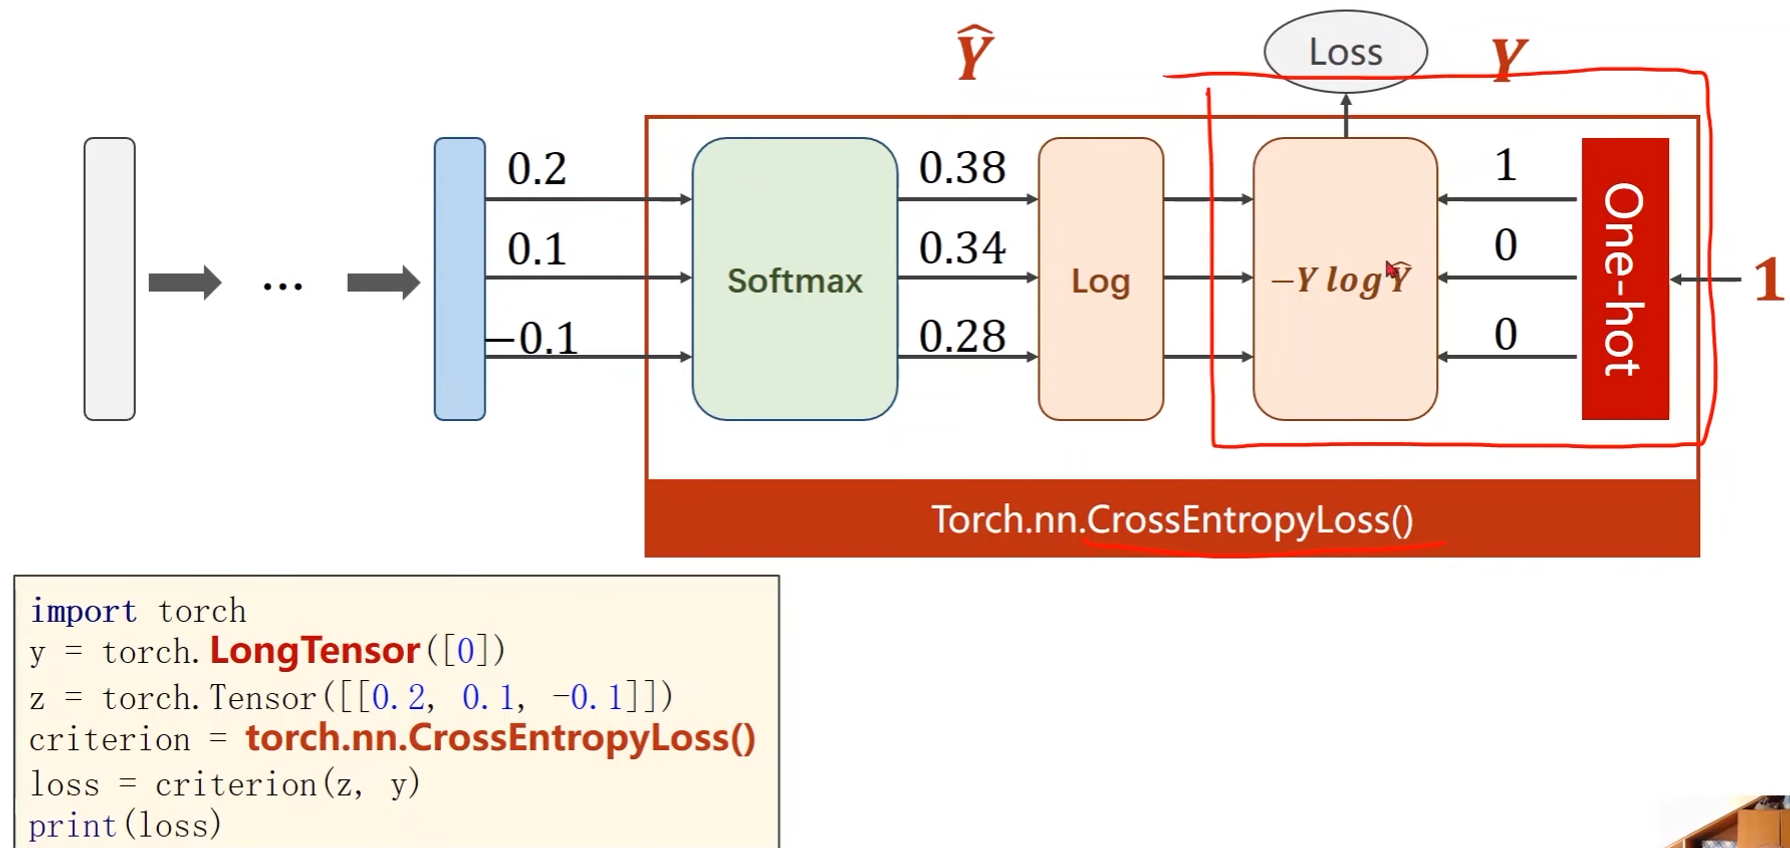 Ŷ
Loss
Y
0.2
0.38
1
0.1
0.34
0
−0.1
0.28
0
Softmax
Log
−Y log Ŷ
One-hot
1
...
Torch.nn.CrossEntropyLoss()
import torch
y = torch.LongTensor([0])
z = torch.Tensor([[0.2, 0.1, -0.1]])
criterion = torch.nn.CrossEntropyLoss()
loss = criterion(z, y)
print(loss)